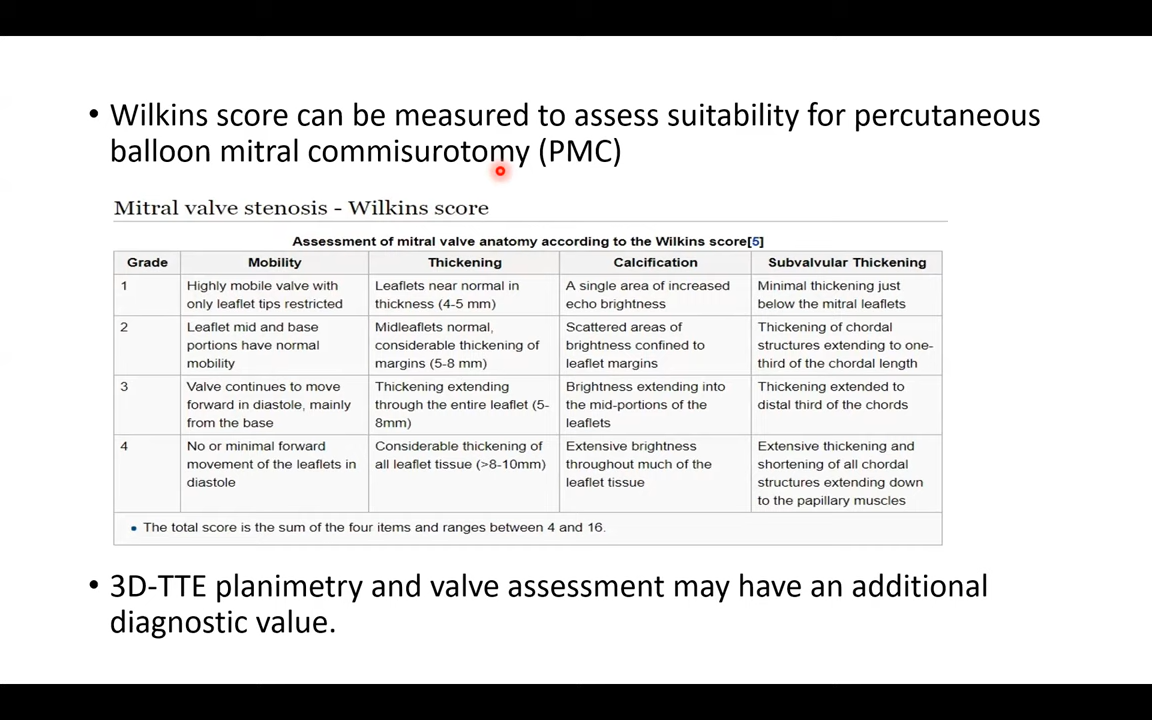 • Wilkins score can be measured to assess suitability for percutaneous
balloon mitral commisurotomy (PMC)
Mitral valve stenosis - Wilkins score
Assessment of mitral valve anatomy according to the Wilkins score[5]
Grade Mobility Thickening Calcification Subvalvular Thickening
1 Highly mobile valve with Leaflets near normal in A single area of increased Minimal thickening just
only leaflet tips restricted thickness (4-5 mm) echo brightness below the mitral leaflets
2 Leaflet mid and base Midleaflets normal, Scattered areas of Thickening of chordal
portions have normal considerable thickening of brightness confined to structures extending to one-
mobility margins (5-8 mm) leaflet margins third of the chordal length
3 Valve continues to move Thickening extending Brightness extending into Thickening extended to
forward in diastole, mainly through the entire leaflet (5- the mid-portions of the distal third of the chords
from the base 8mm) leaflets
4 No or minimal forward Considerable thickening of Extensive brightness Extensive thickening and
movement of the leaflets in all leaflet tissue (>8-10mm) throughout much of the shortening of all chordal
diastole leaflet tissue structures extending down
to the papillary muscles
• The total score is the sum of the four items and ranges between 4 and 16.
• 3D-TTE planimetry and valve assessment may have an additional
diagnostic value.